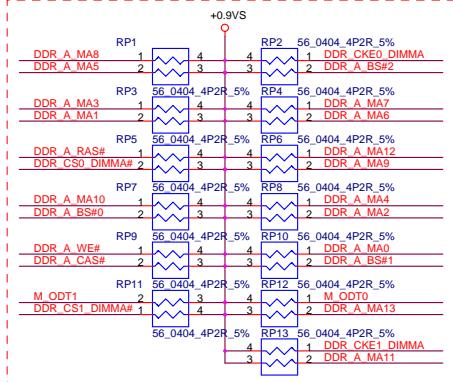 +0.9VS
RP1 RP2 56_0404_4P2R_5%
DDR_A_MA8 1 4 4 1 DDR_CKE0_DIMMA
DDR_A_MA5 2 3 3 2 DDR_A_BS#2
RP3 56_0404_4P2R_5% RP4 56_0404_4P2R_5%
DDR_A_MA3 1 4 4 1 DDR_A_MA7
DDR_A_MA1 2 3 3 2 DDR_A_MA6
RP5 56_0404_4P2R_5% RP6 56_0404_4P2R_5%
DDR_A_RAS# 1 4 4 1 DDR_A_MA12
DDR_CS0_DIMMA# 2 3 3 2 DDR_A_MA9
RP7 56_0404_4P2R_5% RP8 56_0404_4P2R_5%
DDR_A_MA10 1 4 4 1 DDR_A_MA4
DDR_A_BS#0 2 3 3 2 DDR_A_MA2
RP9 56_0404_4P2R_5% RP10 56_0404_4P2R_5%
DDR_A_WE# 1 4 4 1 DDR_A_MA0
DDR_A_CAS# 2 3 3 2 DDR_A_BS#1
RP11 56_0404_4P2R_5% RP12 56_0404_4P2R_5%
M_ODT1 2 3 4 1 M_ODT0
DDR_CS1_DIMMA# 1 4 3 2 DDR_A_MA13
56_0404_4P2R_5% RP13 56_0404_4P2R_5%
4 1 DDR_CKE1_DIMMA
3 2 DDR_A_MA11